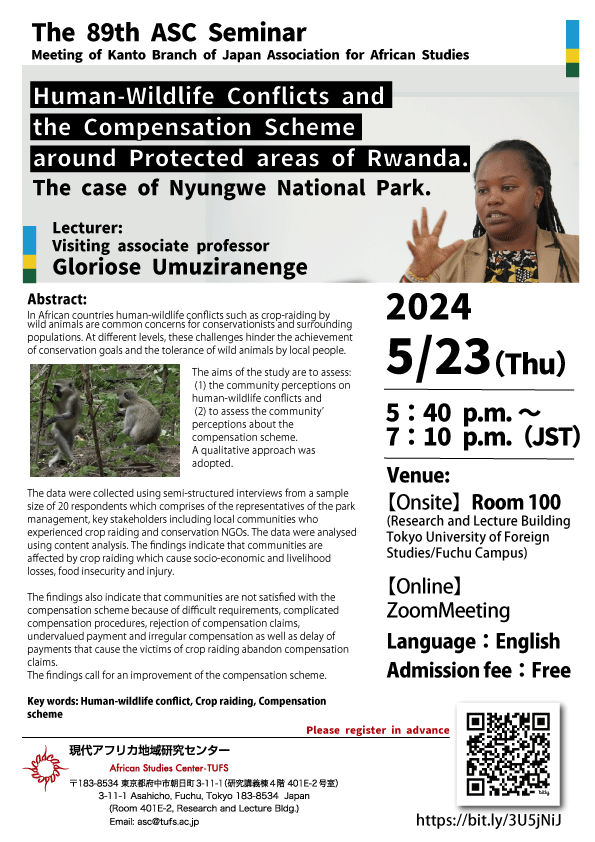 The 89th ASC Seminar
Meeting of Kanto Branch of Japan Association for African Studies
Human-Wildlife Conflicts and
the Compensation Scheme
around Protected areas of Rwanda.
The case of Nyungwe National Park.
Lecturer:
Visiting associate professor
Gloriose Umuziranenge
Abstract:
In African countries human-wildlife conflicts such as crop-raiding by
wild animals are common concerns for conservationists and surrounding
populations. At different levels, these challenges hinder the achievement
of conservation goals and the tolerance of wild animals by local people.
The aims of the study are to assess:
(1) the community perceptions on
human-wildlife conflicts and
(2) to assess the community'
perceptions about the
compensation scheme.
A qualitative approach was
adopted.
The data were collected using semi-structured interviews from a sample
size of 20 respondents which comprises of the representatives of the park
management, key stakeholders including local communities who
experienced crop raiding and conservation NGOs. The data were analysed
using content analysis. The findings indicate that communities are
affected by crop raiding which cause socio-economic and livelihood
losses, food insecurity and injury.
The findings also indicate that communities are not satisfied with the
compensation scheme because of difficult requirements, complicated
compensation procedures, rejection of compensation claims,
undervalued payment and irregular compensation as well as delay of
payments that cause the victims of crop raiding abandon compensation
claims.
The findings call for an improvement of the compensation scheme.
Key words: Human-wildlife conflict, Crop raiding, Compensation
scheme
2024
5/23(Thu)
5:40 p.m.~
7:10 p.m.(JST)
Venue:
【Onsite】Room 100
(Research and Lecture Building
Tokyo University of Foreign
Studies/Fuchu Campus)
【Online】
ZoomMeeting
Language:English
Admission fee:Free
Please register in advance
現代アフリカ地域研究センター
African Studies Center-TUFS
〒183-8534 東京都府中市朝日町3-11-1(研究講義棟4階 401E-2号室)
3-11-1 Asahicho, Fuchu, Tokyo 183-8534 Japan
(Room 401E-2, Research and Lecture Bldg.)
Email: asc@tufs.ac.jp
bitly
https://bit.ly/3U5jNiJ